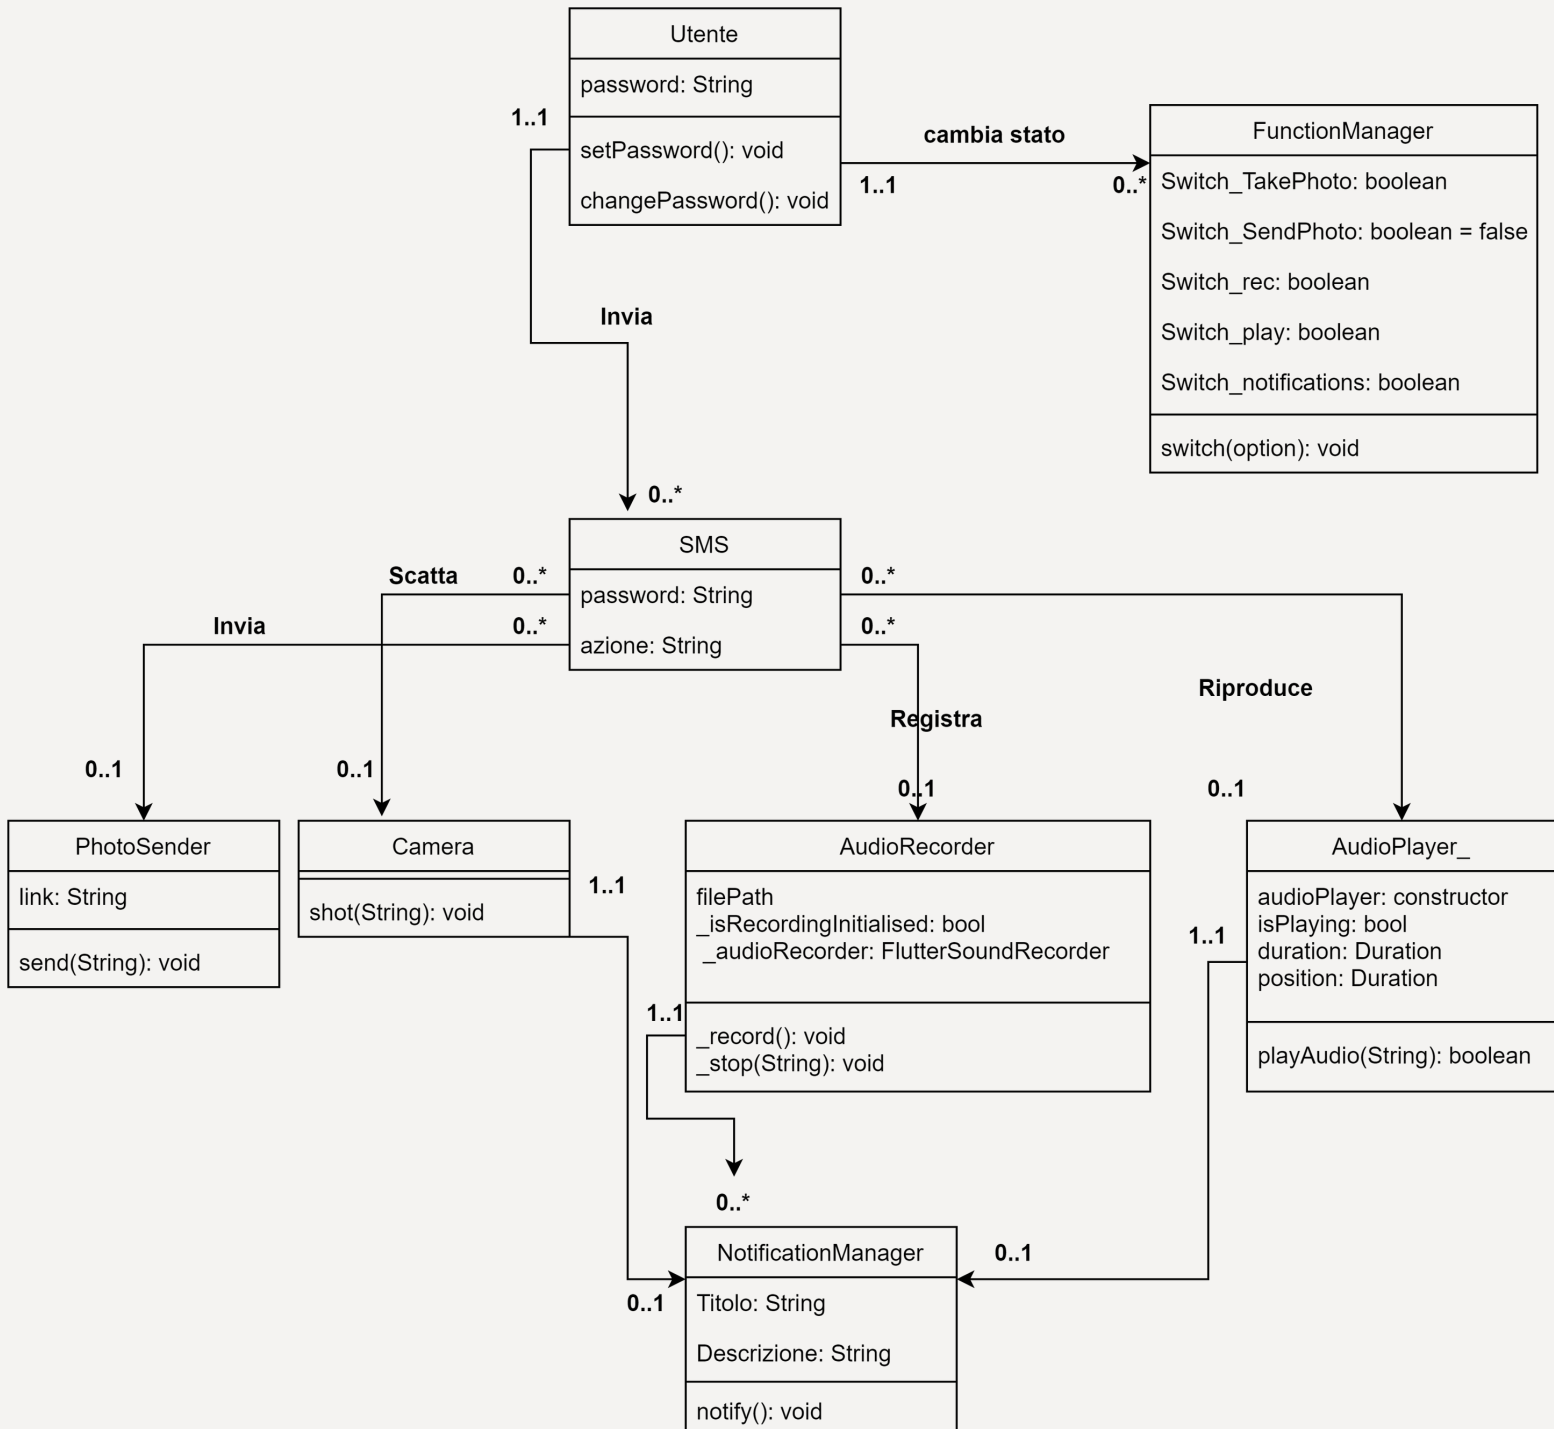 Utente
password: String
1..1
setPassword(): void
changePassword(): void
cambia stato
1..1
0..*
FunctionManager
Switch_TakePhoto: boolean
Switch_SendPhoto: boolean = false
Switch_rec: boolean
Switch_play: boolean
Switch_notifications: boolean
switch(option): void
Invia
0..*
SMS
password: String
azione: String
Scatta
0..*
0..*
Invia
0..*
0..*
Riproduce
Registra
0..1
0..1
0..1
0..1
PhotoSender
link: String
send(String): void
Camera
shot(String): void
1..1
AudioRecorder
filePath
_isRecordingInitialised: bool
_audioRecorder: FlutterSoundRecorder
1..1
_record(): void
_stop(String): void
AudioPlayer_
audioPlayer: constructor
isPlaying: bool
duration: Duration
position: Duration
1..1
playAudio(String): boolean
0..*
NotificationManager
0..1
0..1
Titolo: String
Descrizione: String
notify(): void